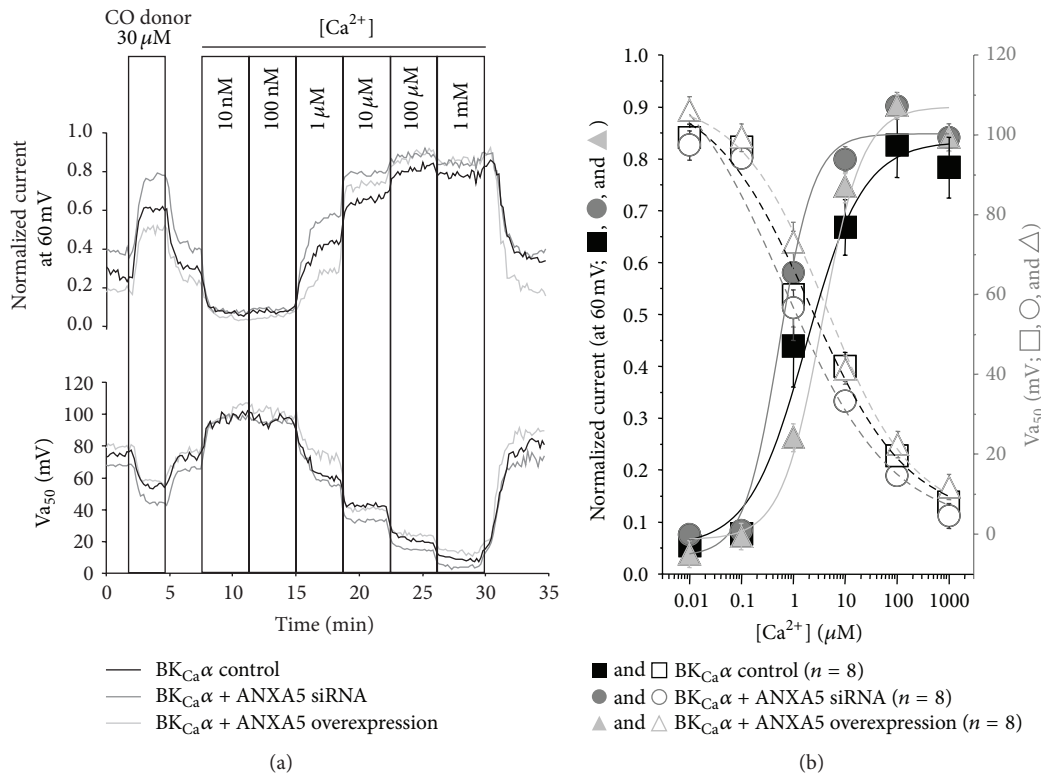 CO donor
30 μM
[Ca2+]
10 nM
100 nM
1 μM
10 μM
100 μM
1 mM
Normalized current
at 60 mV
1.0
0.8
0.6
0.4
0.2
0.0
Va50 (mV)
120
100
80
60
40
20
0
0 5 10 15 20 25 30 35
Time (min)
BKCaα control
BKCaα + ANXA5 siRNA
BKCaα + ANXA5 overexpression
(a)
Normalized current (at 60 mV; ■, ●, and ▲)
1.0
0.9
0.8
0.7
0.6
0.5
0.4
0.3
0.2
0.1
0.0
120
100
80
60
40
20
0
Va50 (mV; □, ○, and △)
0.01 0.1 1 10 100 1000
[Ca2+] (μM)
■ and □ BKCaα control (n = 8)
● and ○ BKCaα + ANXA5 siRNA (n = 8)
▲ and △ BKCaα + ANXA5 overexpression (n = 8)
(b)